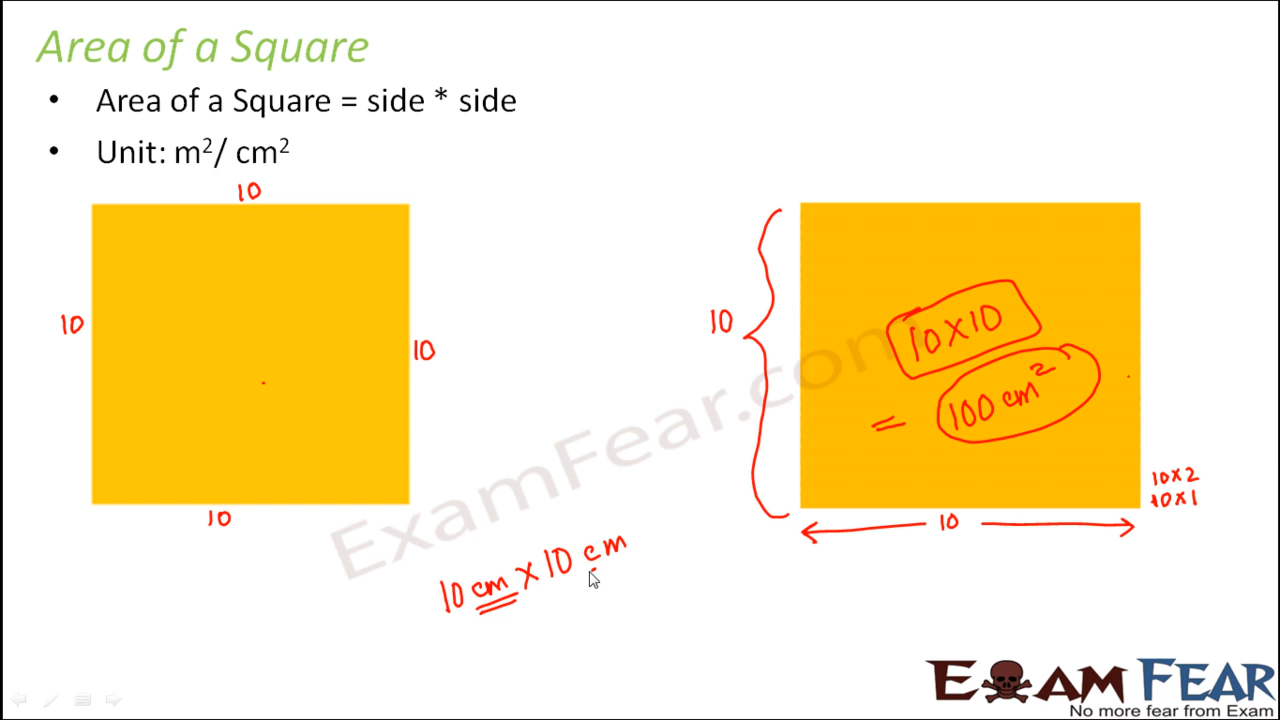 Area of a Square
• Area of a Square = side * side
• Unit: m²/ cm²
10
10
10
10
10
10x10
= 100 cm²
10x2
10x1
10
10 cm x 10 cm
ExamFear.com
EXAM FEAR
No more fear from Exam